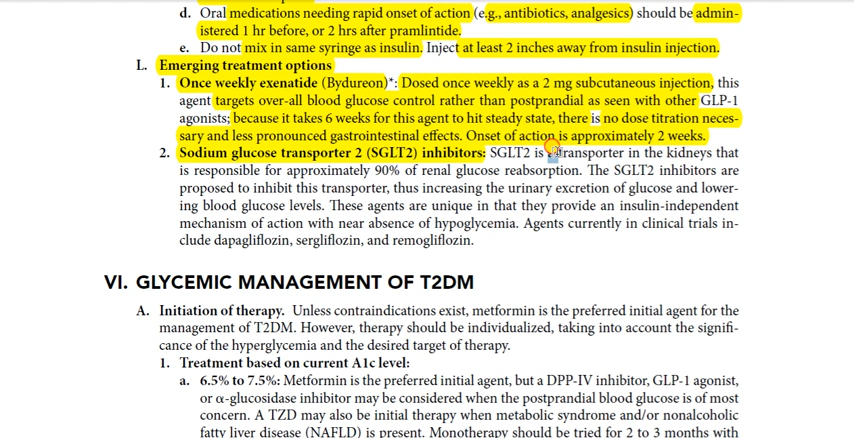 d. Oral medications needing rapid onset of action (e.g., antibiotics, analgesics) should be admin-
istered 1 hr before, or 2 hrs after pramlintide.
e. Do not mix in same syringe as insulin. Inject at least 2 inches away from insulin injection.
L. Emerging treatment options
1. Once weekly exenatide (Bydureon)*: Dosed once weekly as a 2 mg subcutaneous injection, this
agent targets over-all blood glucose control rather than postprandial as seen with other GLP-1
agonists; because it takes 6 weeks for this agent to hit steady state, there is no dose titration neces-
sary and less pronounced gastrointestinal effects. Onset of action is approximately 2 weeks.
2. Sodium glucose transporter 2 (SGLT2) inhibitors: SGLT2 is transporter in the kidneys that
is responsible for approximately 90% of renal glucose reabsorption. The SGLT2 inhibitors are
proposed to inhibit this transporter, thus increasing the urinary excretion of glucose and lower-
ing blood glucose levels. These agents are unique in that they provide an insulin-independent
mechanism of action with near absence of hypoglycemia. Agents currently in clinical trials in-
clude dapagliflozin, sergliflozin, and remogliflozin.
VI. GLYCEMIC MANAGEMENT OF T2DM
A. Initiation of therapy. Unless contraindications exist, metformin is the preferred initial agent for the
management of T2DM. However, therapy should be individualized, taking into account the signifi-
cance of the hyperglycemia and the desired target of therapy.
1. Treatment based on current A1c level:
a. 6.5% to 7.5%: Metformin is the preferred initial agent, but a DPP-IV inhibitor, GLP-1 agonist,
or α-glucosidase inhibitor may be considered when the postprandial blood glucose is of most
concern. A TZD may also be initial therapy when metabolic syndrome and/or nonalcoholic
fatty liver disease (NAFLD) is present. Monotherapy should be tried for 2 to 3 months with